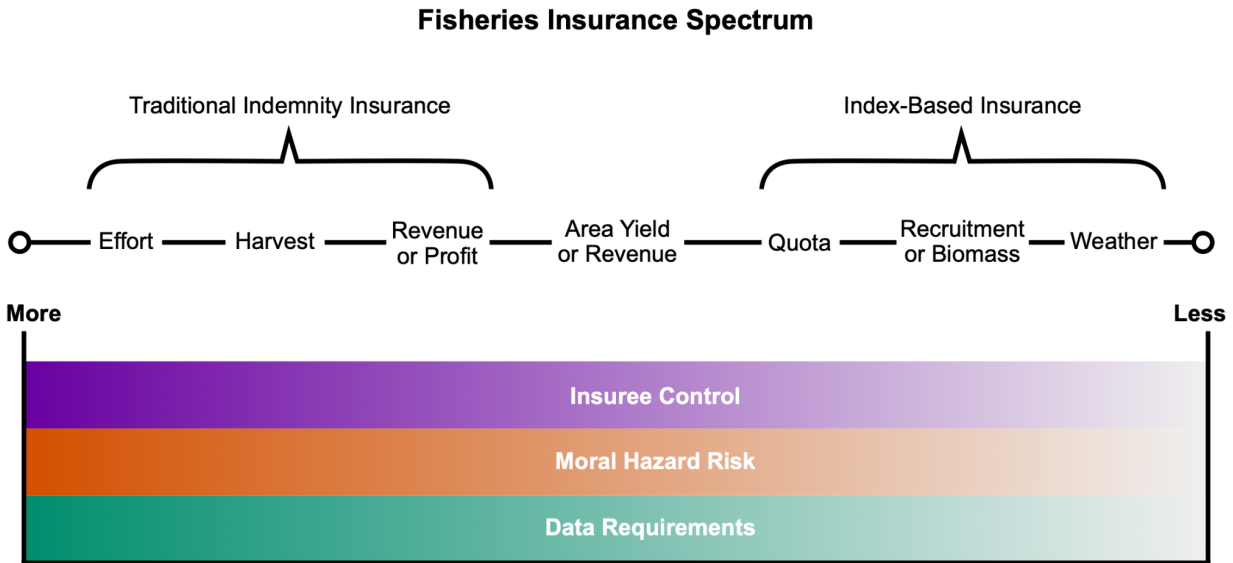 Fisheries Insurance Spectrum
Traditional Indemnity Insurance
Index-Based Insurance
Effort
Harvest
Revenue
or Profit
Area Yield
or Revenue
Quota
Recruitment
or Biomass
Weather
More
Less
Insuree Control
Moral Hazard Risk
Data Requirements